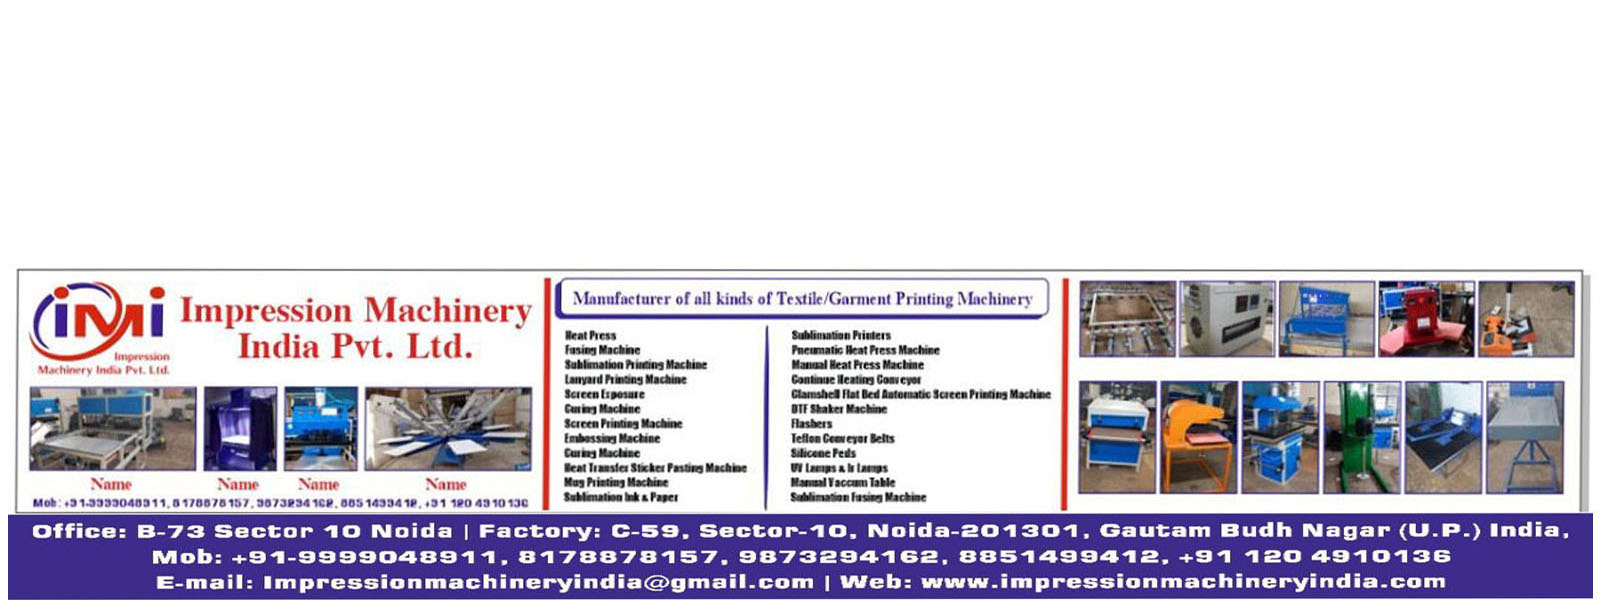 iMi
Impression
Machinery India Pvt. Ltd.
Impression Machinery
India Pvt. Ltd.
Name
Name
Name
Name
Mob: +91-9999048911, 8178878157, 9873294162, 8851499412, +91 120 4910136
Manufacturer of all kinds of Textile/Garment Printing Machinery
Heat Press
Fusing Machine
Sublimation Printing Machine
Lanyard Printing Machine
Screen Exposure
Curing Machine
Screen Printing Machine
Embossing Machine
Curing Machine
Heat Transfer Sticker Pasting Machine
Mug Printing Machine
Sublimation Ink & Paper
Sublimation Printers
Pneumatic Heat Press Machine
Manual Heat Press Machine
Continue Heating Conveyor
Clamshell Flat Bed Automatic Screen Printing Machine
DTF Shaker Machine
Flashers
Teflon Conveyor Belts
Silicone Peds
UV Lamps & Ir Lamps
Manual Vaccum Table
Sublimation Fusing Machine
Office: B-73 Sector 10 Noida | Factory: C-59, Sector-10, Noida-201301, Gautam Budh Nagar (U.P.) India,
Mob: +91-9999048911, 8178878157, 9873294162, 8851499412, +91 120 4910136
E-mail: Impressionmachineryindia@gmail.com | Web: www.impressionmachineryindia.com